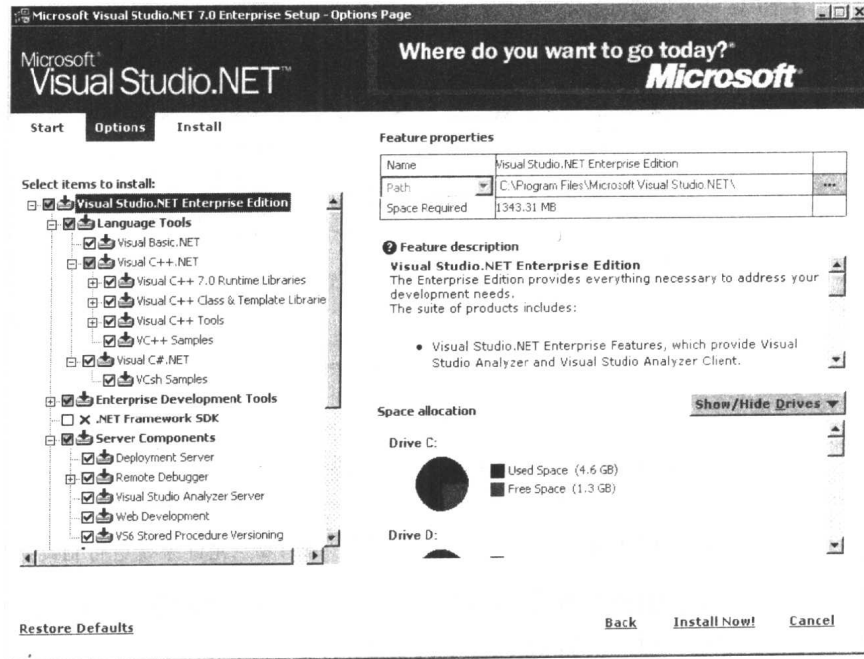 Microsoft Visual Studio.NET 7.0 Enterprise Setup - Options Page
Microsoft®
Visual Studio.NET™
Where do you want to go today?®
Microsoft
Start Options Install
Select items to install:
Visual Studio.NET Enterprise Edition
Language Tools
Visual Basic.NET
Visual C++.NET
Visual C++ 7.0 Runtime Libraries
Visual C++ Class & Template Librarie
Visual C++ Tools
VC++ Samples
Visual C#.NET
VCsh Samples
Enterprise Development Tools
.NET Framework SDK
Server Components
Deployment Server
Remote Debugger
Visual Studio Analyzer Server
Web Development
VS6 Stored Procedure Versioning
Feature properties
Name Visual Studio.NET Enterprise Edition
Path C:\Program Files\Microsoft Visual Studio.NET\ ...
Space Required 1343.31 MB
Feature description
Visual Studio.NET Enterprise Edition
The Enterprise Edition provides everything necessary to address your
development needs.
The suite of products includes:
• Visual Studio.NET Enterprise Features, which provide Visual
Studio Analyzer and Visual Studio Analyzer Client.
Space allocation
Show/Hide Drives
Drive C:
Used Space (4.6 GB)
Free Space (1.3 GB)
Drive D:
Restore Defaults
Back Install Now! Cancel